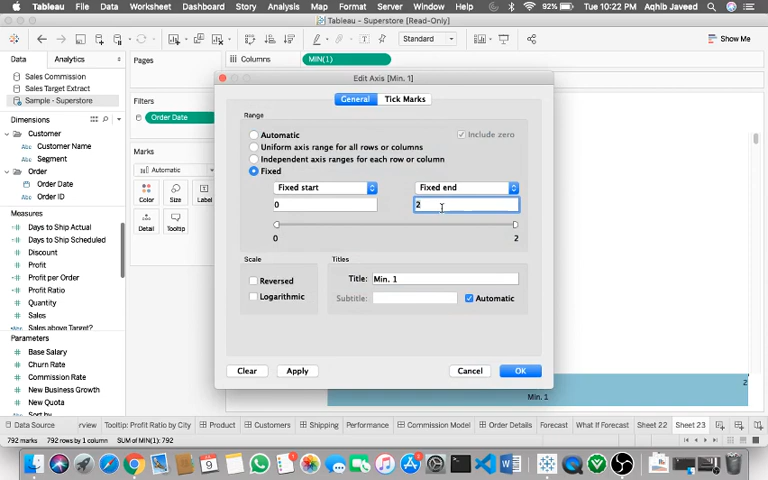 Tableau File Data Worksheet Dashboard Story Analysis Map Format Server Window Help 92% Tue 10:22 PM Aqhib Javeed
Tableau - Superstore [Read-Only]
Standard Show Me
Data Analytics Pages Columns MIN(1)
Sales Commission
Sales Target Extract
Sample - Superstore
Dimensions
Customer
Abc Customer Name
Abc Segment
Order
Order Date
Abc Order ID
Measures
Days to Ship Actual
Days to Ship Scheduled
Discount
Profit
Profit per Order
Profit Ratio
Quantity
Sales
Sales above Target?
Parameters
Base Salary
Churn Rate
Commission Rate
New Business Growth
New Quota
Sort by
Filters
Order Date
Marks
Automatic
Color Size Label
Detail Tooltip
Edit Axis [Min. 1]
General Tick Marks
Range
Automatic Include zero
Uniform axis range for all rows or columns
Independent axis ranges for each row or column
Fixed
Fixed start Fixed end
0 2
0 2
Scale Titles
Reversed Title: Min. 1
Logarithmic Subtitle: Automatic
Clear Apply Cancel OK
2
Min. 1
Data Source rview Tooltip: Profit Ratio by City Product Customers Shipping Performance Commission Model Order Details Forecast What If Forecast Sheet 22 Sheet 23
792 marks 792 rows by 1 column SUM of MIN(1): 792